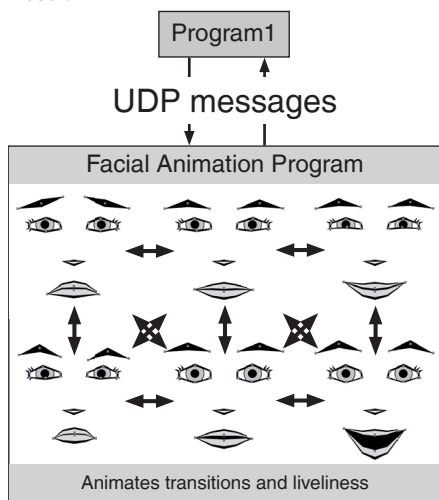 Program1
UDP messages
Facial Animation Program
Animates transitions and liveliness